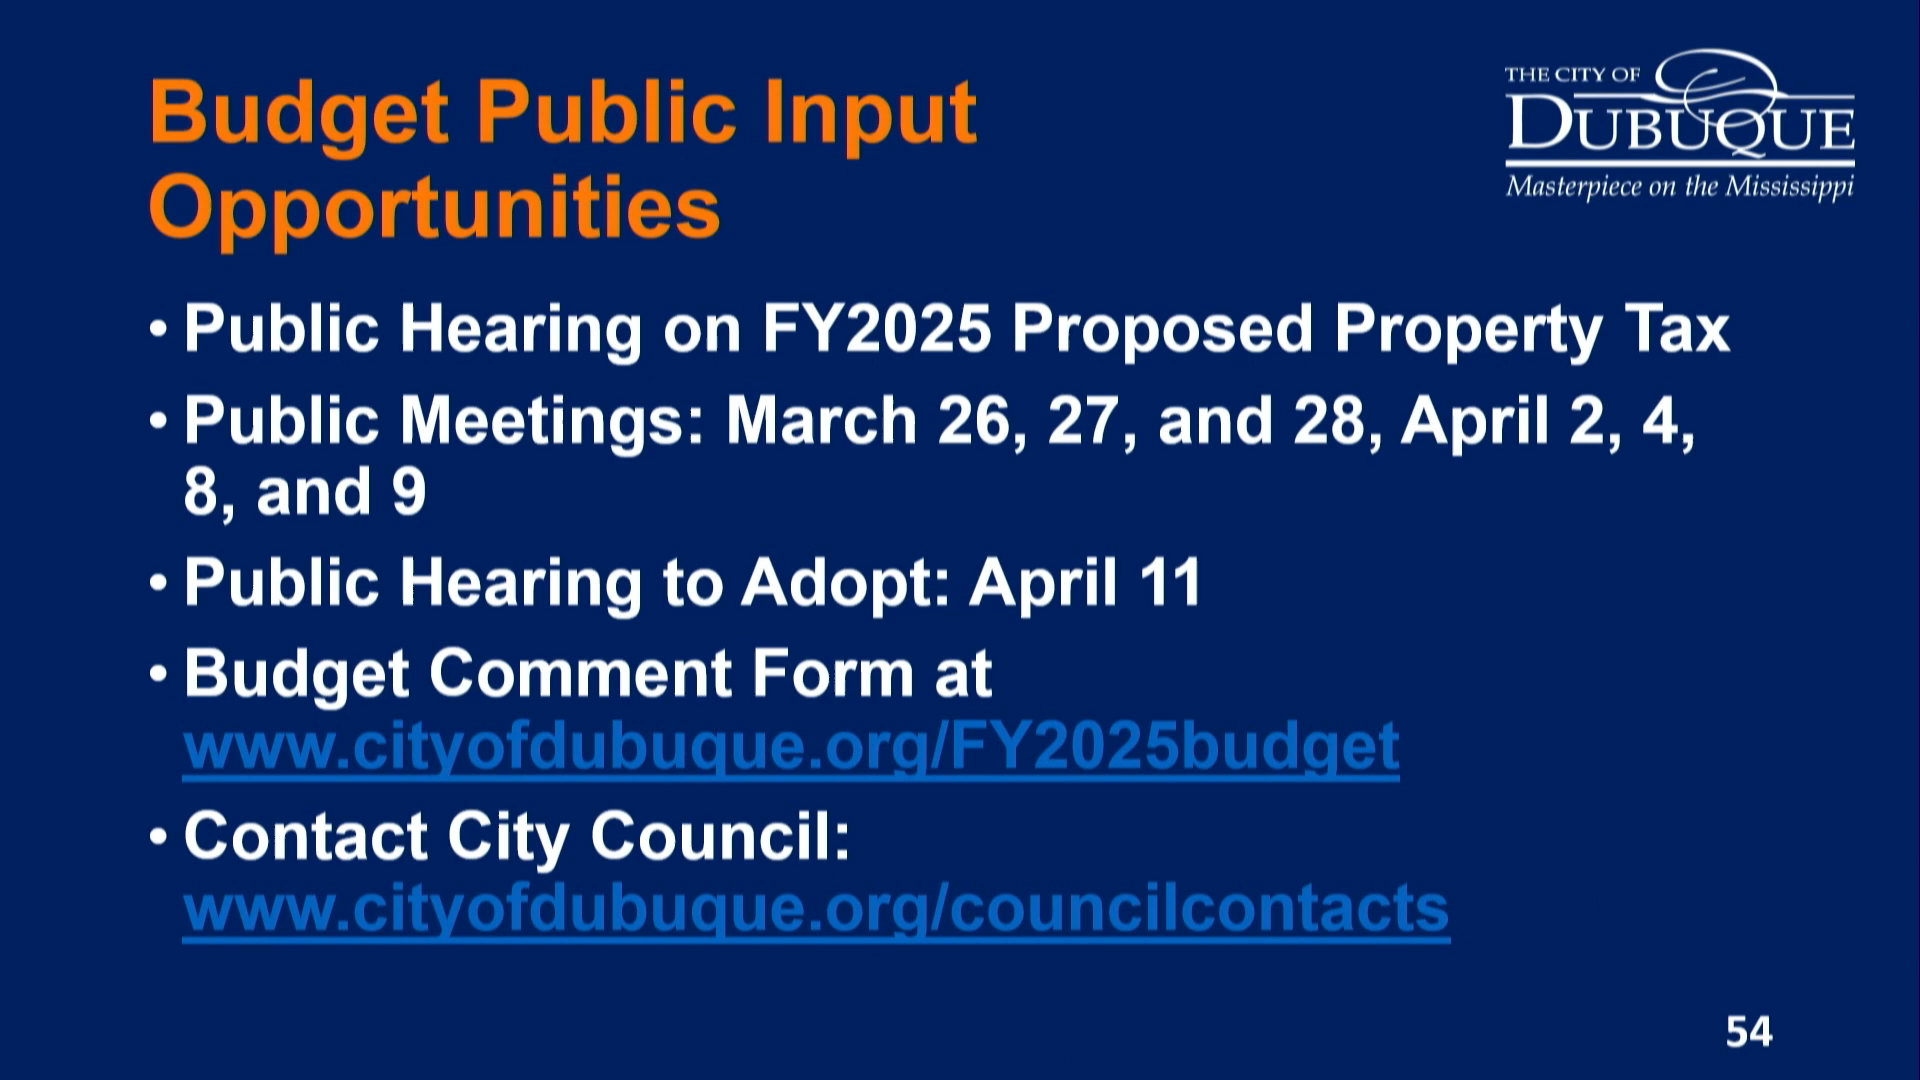 Budget Public Input
Opportunities
THE CITY OF
DUBUQUE
Masterpiece on the Mississippi
• Public Hearing on FY2025 Proposed Property Tax
• Public Meetings: March 26, 27, and 28, April 2, 4,
8, and 9
• Public Hearing to Adopt: April 11
• Budget Comment Form at
www.cityofdubuque.org/FY2025budget
• Contact City Council:
www.cityofdubuque.org/councilcontacts
54